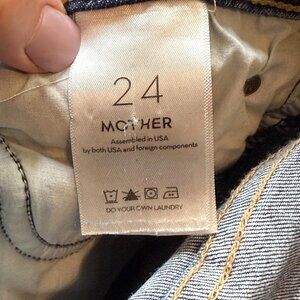 24
MOTHER
Assembled in USA
by both USA and foreign components
DO YOUR OWN LAUNDRY